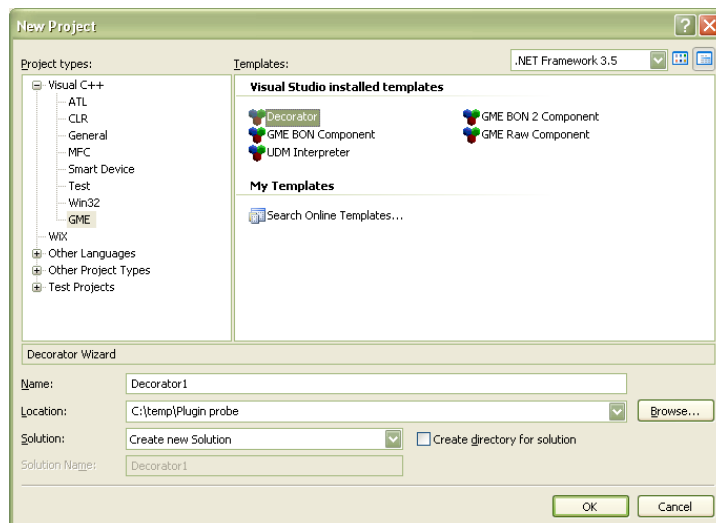 New Project
Project types:
Templates:
.NET Framework 3.5
Visual C++
ATL
CLR
General
MFC
Smart Device
Test
Win32
GME
WiX
Other Languages
Other Project Types
Test Projects
Visual Studio installed templates
Decorator
GME BON 2 Component
GME BON Component
GME Raw Component
UDM Interpreter
My Templates
Search Online Templates...
Decorator Wizard
Name:
Decorator1
Location:
C:\temp\Plugin probe
Browse...
Solution:
Create new Solution
Create directory for solution
Solution Name:
Decorator1
OK
Cancel